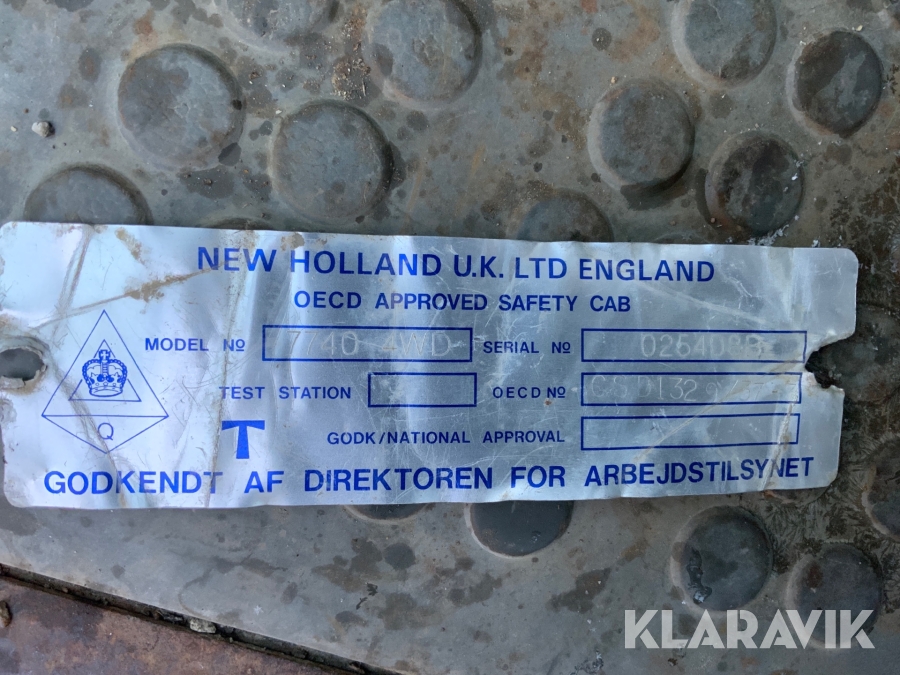 NEW HOLLAND U.K. LTD ENGLAND
OECD APPROVED SAFETY CAB
MODEL Nº 7740 4WD SERIAL Nº
TEST STATION OECD Nº
Q
T
GODK/NATIONAL APPROVAL
GODKENDT AF DIREKTOREN FOR ARBEJDSTILSYNET
KLARAVIK